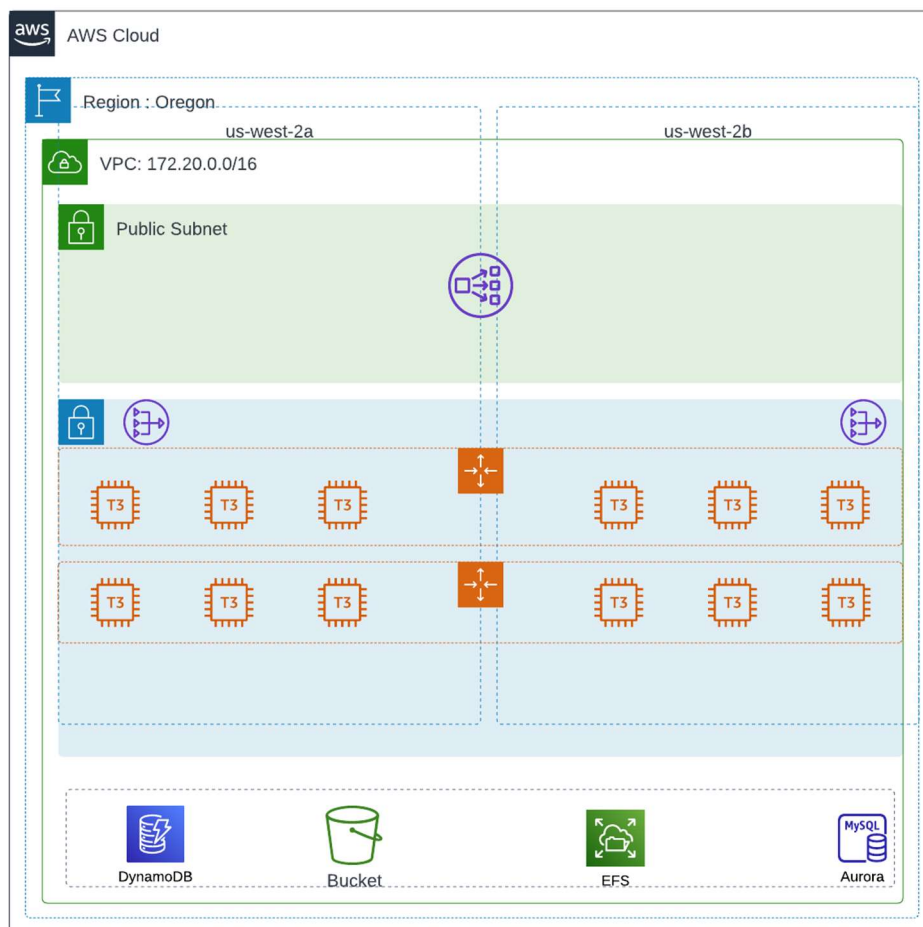 aws
AWS Cloud
Region : Oregon
us-west-2a
us-west-2b
VPC: 172.20.0.0/16
Public Subnet
T3 T3 T3 T3 T3 T3
T3 T3 T3 T3 T3 T3
MySQL
DynamoDB
Bucket
EFS
Aurora